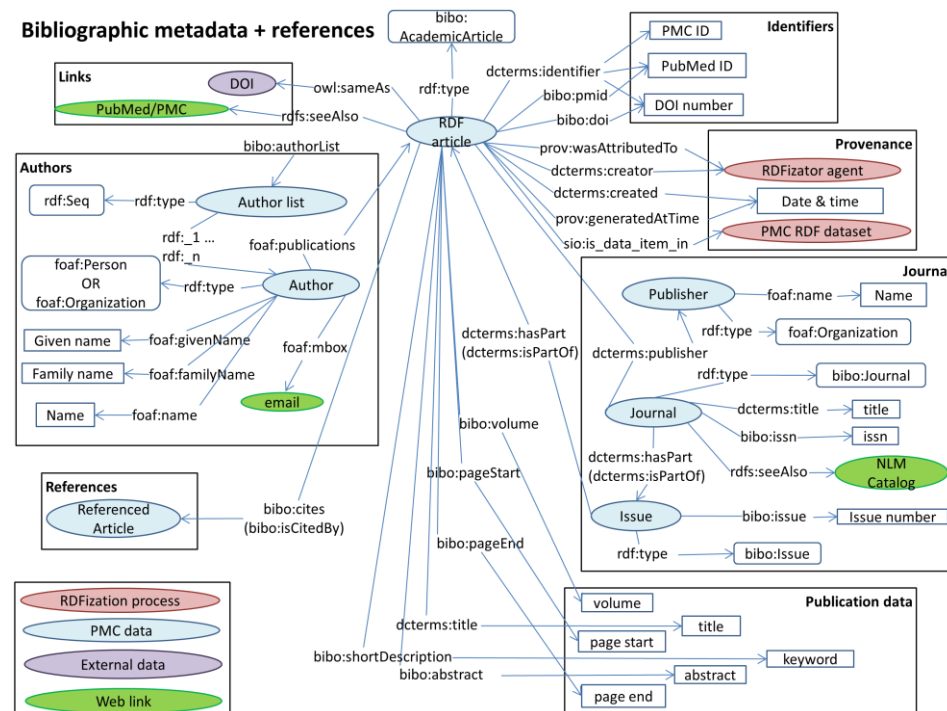 Bibliographic metadata + references
bibo:
AcademicArticle
rdf:type
Identifiers
PMC ID
PubMed ID
DOI number
dcterms:identifier
bibo:pmid
bibo:doi
Links
DOI
PubMed/PMC
owl:sameAs
rdfs:seeAlso
RDF
article
bibo:authorList
Provenance
prov:wasAttributedTo
RDFizator agent
dcterms:creator
dcterms:created
Date & time
prov:generatedAtTime
PMC RDF dataset
sio:is_data_item_in
Authors
rdf:Seq
rdf:type
Author list
rdf:_1 ...
rdf:_n
foaf:publications
foaf:Person
OR
foaf:Organization
rdf:type
Author
Given name
foaf:givenName
Family name
foaf:familyName
Name
foaf:name
foaf:mbox
email
Journa
Publisher
foaf:name
Name
rdf:type
foaf:Organization
dcterms:hasPart
(dcterms:isPartOf)
dcterms:publisher
rdf:type
bibo:Journal
Journal
dcterms:title
title
bibo:issn
issn
dcterms:hasPart
(dcterms:isPartOf)
rdfs:seeAlso
NLM
Catalog
Issue
bibo:issue
Issue number
rdf:type
bibo:Issue
bibo:volume
bibo:pageStart
bibo:pageEnd
References
Referenced
Article
bibo:cites
(bibo:isCitedBy)
RDFization process
PMC data
External data
Web link
Publication data
volume
dcterms:title
title
page start
bibo:shortDescription
keyword
bibo:abstract
abstract
page end